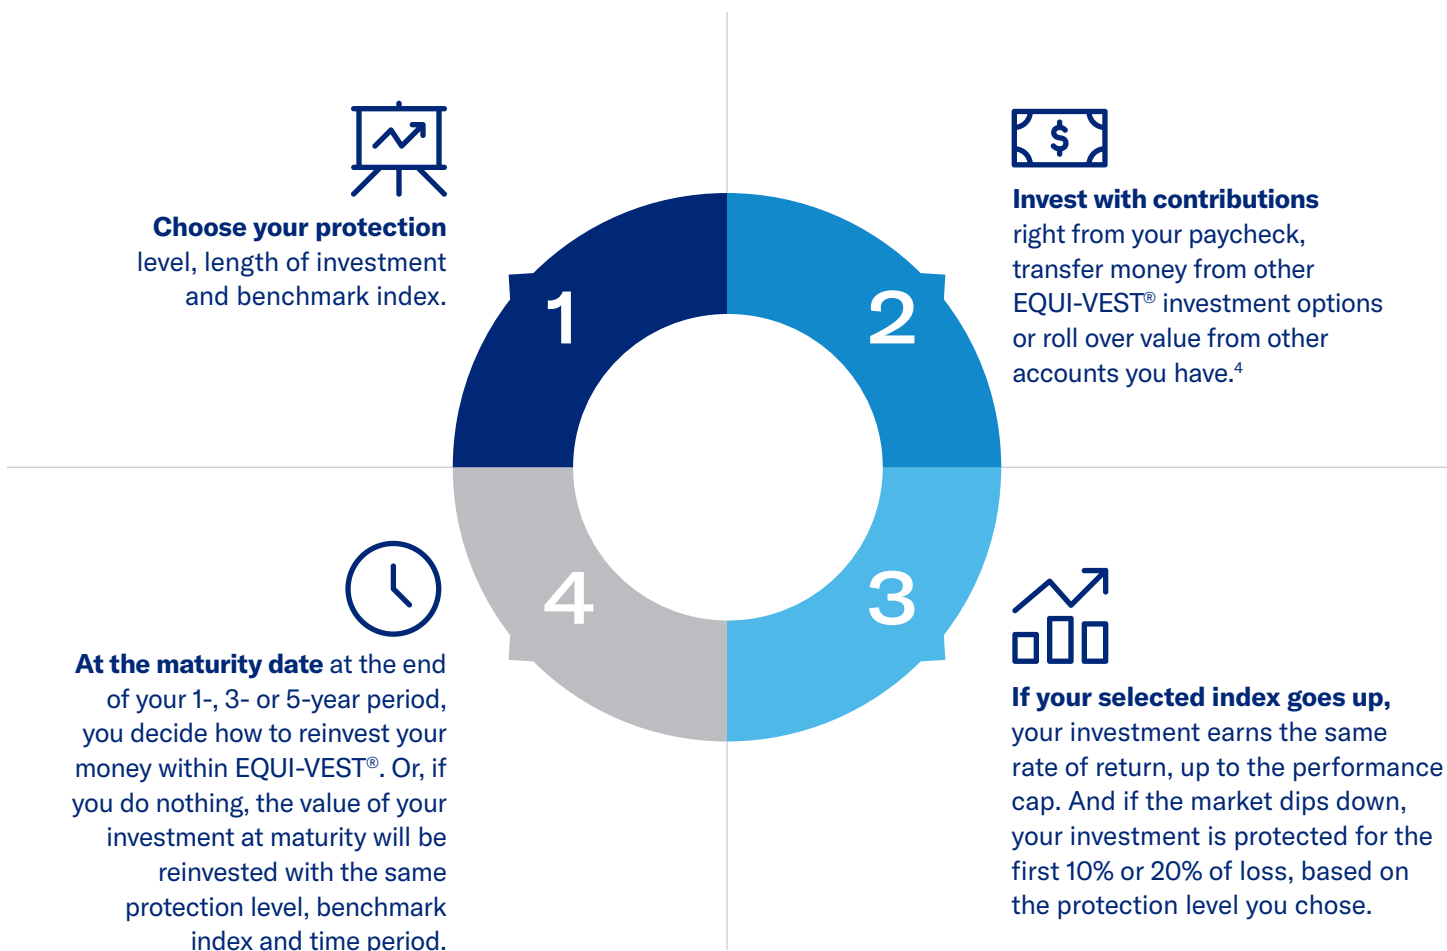 Choose your protection
level, length of investment
and benchmark index.
1
2
Invest with contributions
right from your paycheck,
transfer money from other
EQUI-VEST® investment options
or roll over value from other
accounts you have.4
3
If your selected index goes up,
your investment earns the same
rate of return, up to the performance
cap. And if the market dips down,
your investment is protected for the
first 10% or 20% of loss, based on
the protection level you chose.
4
At the maturity date at the end
of your 1-, 3- or 5-year period,
you decide how to reinvest your
money within EQUI-VEST®. Or, if
you do nothing, the value of your
investment at maturity will be
reinvested with the same
protection level, benchmark
index and time period.
$